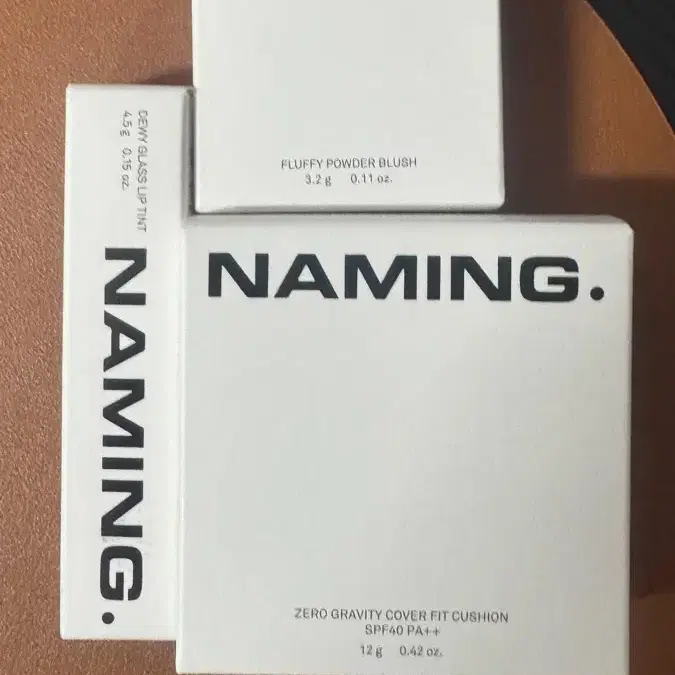 FLUFFY POWDER BLUSH
3.2 g 0.11 oz.
DEWY GLASS LIP TINT
4.5 g 0.15 oz.
NAMING.
NAMING.
ZERO GRAVITY COVER FIT CUSHION
SPF40 PA++
12 g 0.42 oz.